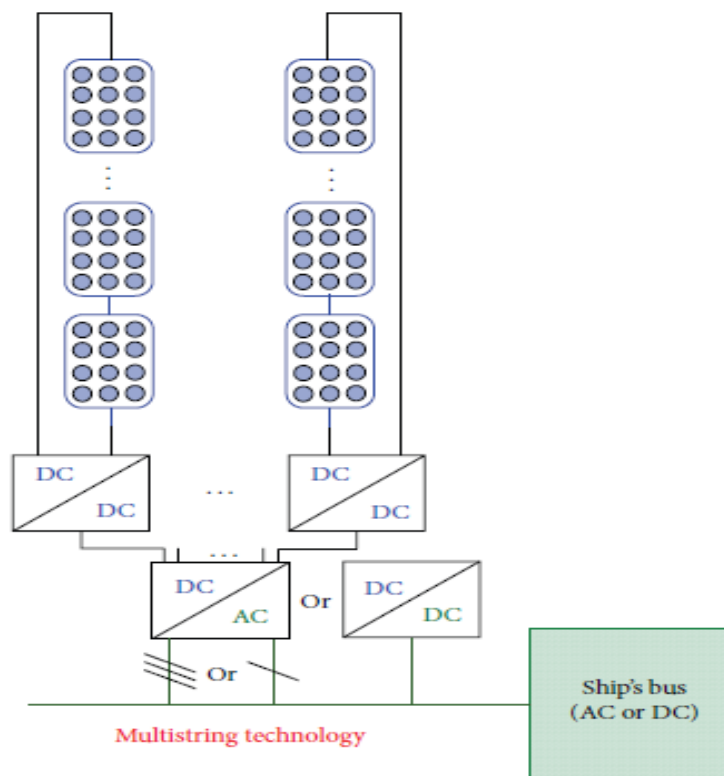 DC
DC
...
DC
DC
...
DC
AC
Or
DC
DC
Or
Ship's bus
(AC or DC)
Multistring technology